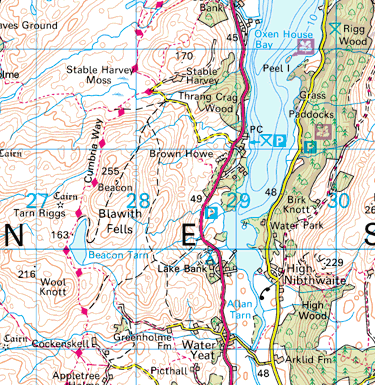 Bank
aves Ground
45
Oxen House
Bay
Rigg
Wood
170
Peel I
Stable Harvey
Moss
Stable
Harvey
Thrang Crag
Wood
Grass
Paddocks
PC
P
Cairn
Cumbria Way
Brown Howe
F
255
Beacon
27
28
29
30
Cairn
Tarn Riggs
49
P
Birk
Knott
Blawith
Fells
Water Park
N
E
S
163
Beacon Tarn
229
216
Lake Bank
High
Nibthwaite
Wool
Knott
Allan
Tarn
High
Wood
45
Cairn
Cockenskell
Greenholme
Fm
Water
Yeat
Arklid Fm
Appletree
Holme
Picthall